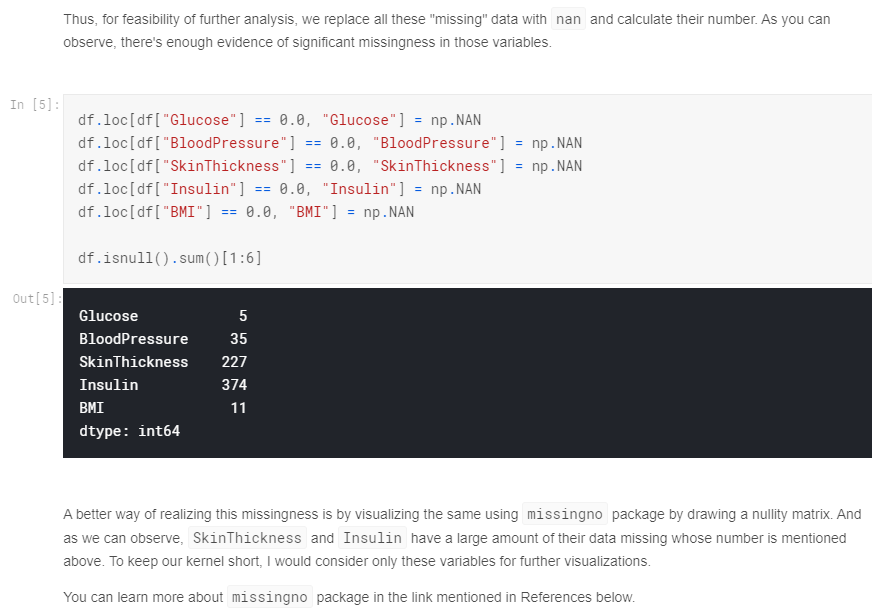 Thus, for feasibility of further analysis, we replace all these "missing" data with nan and calculate their number. As you can
observe, there's enough evidence of significant missingness in those variables.
In [5]:
df.loc[df["Glucose"] == 0.0, "Glucose"] = np.NAN
df.loc[df["BloodPressure"] == 0.0, "BloodPressure"] = np.NAN
df.loc[df["SkinThickness"] == 0.0, "SkinThickness"] = np.NAN
df.loc[df["Insulin"] == 0.0, "Insulin"] = np.NAN
df.loc[df["BMI"] == 0.0, "BMI"] = np.NAN
df.isnull().sum()[1:6]
Out[5]:
Glucose 5
BloodPressure 35
SkinThickness 227
Insulin 374
BMI 11
dtype: int64
A better way of realizing this missingness is by visualizing the same using missingno package by drawing a nullity matrix. And
as we can observe, SkinThickness and Insulin have a large amount of their data missing whose number is mentioned
above. To keep our kernel short, I would consider only these variables for further visualizations.
You can learn more about missingno package in the link mentioned in References below.